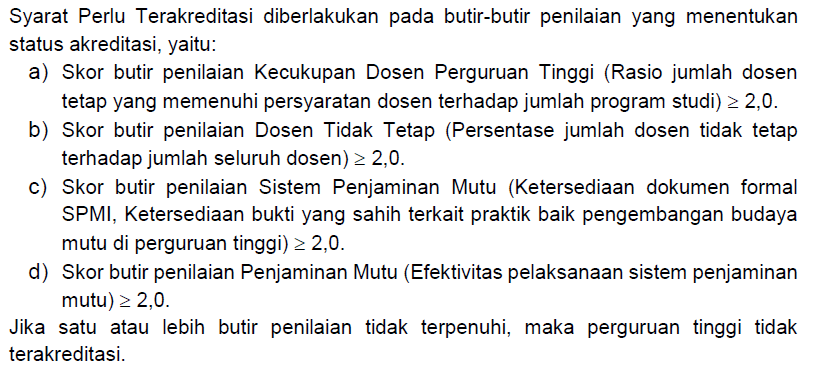 Syarat Perlu Terakreditasi diberlakukan pada butir-butir penilaian yang menentukan
status akreditasi, yaitu:
a) Skor butir penilaian Kecukupan Dosen Perguruan Tinggi (Rasio jumlah dosen
tetap yang memenuhi persyaratan dosen terhadap jumlah program studi) ≥ 2,0.
b) Skor butir penilaian Dosen Tidak Tetap (Persentase jumlah dosen tidak tetap
terhadap jumlah seluruh dosen) ≥ 2,0.
c) Skor butir penilaian Sistem Penjaminan Mutu (Ketersediaan dokumen formal
SPMI, Ketersediaan bukti yang sahih terkait praktik baik pengembangan budaya
mutu di perguruan tinggi) ≥ 2,0.
d) Skor butir penilaian Penjaminan Mutu (Efektivitas pelaksanaan sistem penjaminan
mutu) ≥ 2,0.
Jika satu atau lebih butir penilaian tidak terpenuhi, maka perguruan tinggi tidak
terakreditasi.